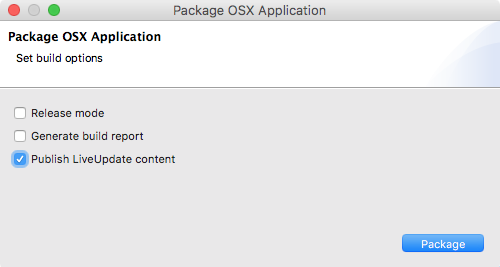 Package OSX Application
Package OSX Application
Set build options
Release mode
Generate build report
Publish LiveUpdate content
Package